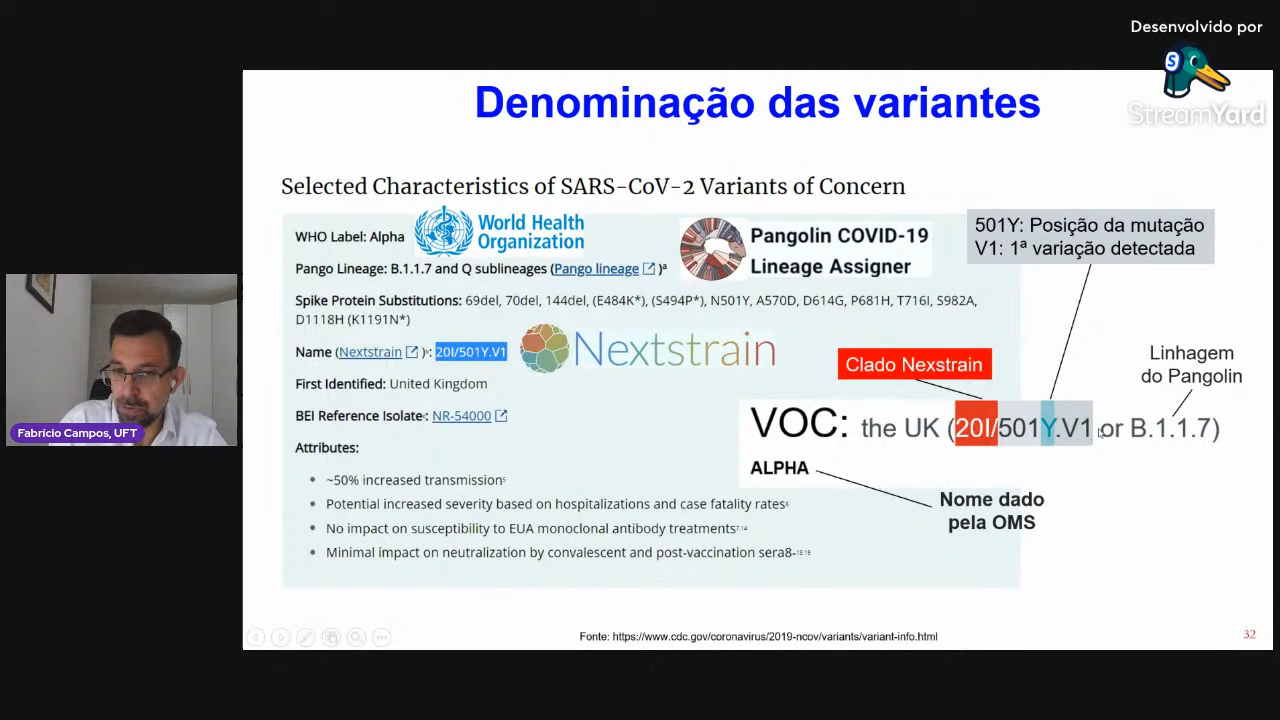 Desenvolvido por
StreamYard
Denominação das variantes
Selected Characteristics of SARS-CoV-2 Variants of Concern
WHO Label: Alpha
World Health
Organization
Pangolin COVID-19
Lineage Assigner
501Y: Posição da mutação
V1: 1ª variação detectada
Pango Lineage: B.1.1.7 and Q sublineages (Pango lineage )a
Spike Protein Substitutions: 69del, 70del, 144del, (E484K*), (S494P*), N501Y, A570D, D614G, P681H, T716I, S982A,
D1118H (K1191N*)
Name (Nextstrain ): 20I/501Y.V1
Nextstrain
First Identified: United Kingdom
BEI Reference Isolate: NR-54000
Attributes:
~50% increased transmission
Potential increased severity based on hospitalizations and case fatality rates
No impact on susceptibility to EUA monoclonal antibody treatments
Minimal impact on neutralization by convalescent and post-vaccination sera8-
Clado Nexstrain
Linhagem
do Pangolin
VOC: the UK (20I/501Y.V1 or B.1.1.7)
ALPHA
Nome dado
pela OMS
Fabrício Campos, UFT
Fonte: https://www.cdc.gov/coronavirus/2019-ncov/variants/variant-info.html
32